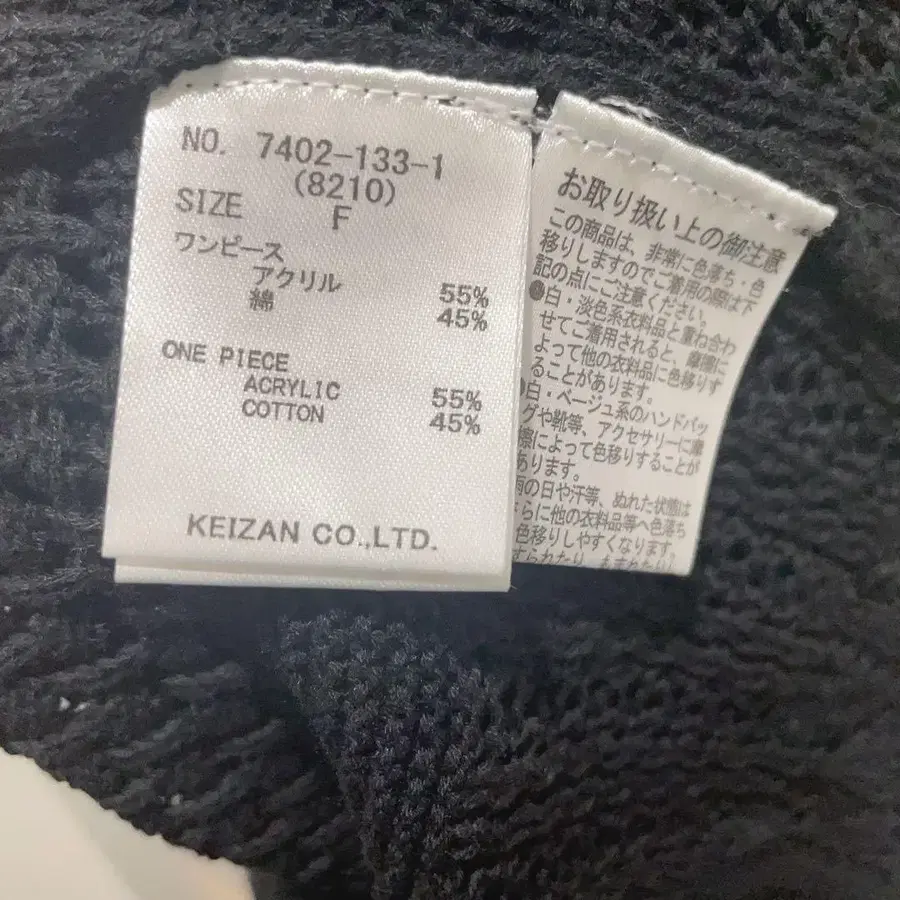 NO. 7402-133-1
(8210)
SIZE F
ワンピース
アクリル 55%
綿 45%
ONE PIECE
ACRYLIC 55%
COTTON 45%
KEIZAN CO.,LTD.
お取り扱い上の御注意
この商品は、非常に色落ち・色
移りしますのでご着用の際は下
記の点にご注意ください。
●白・淡色系衣料品と重ね合わ
せてご着用されると、摩擦に
よって他の衣料品に色移りす
ることがあります。
白・ベージュ系のハンドバッ
グや靴等、アクセサリーに摩
擦によって色移りすることが
あります。
雨の日や汗等、ぬれた状態は
さらに他の衣料品等へ色落ち
色移りしやすくなります。